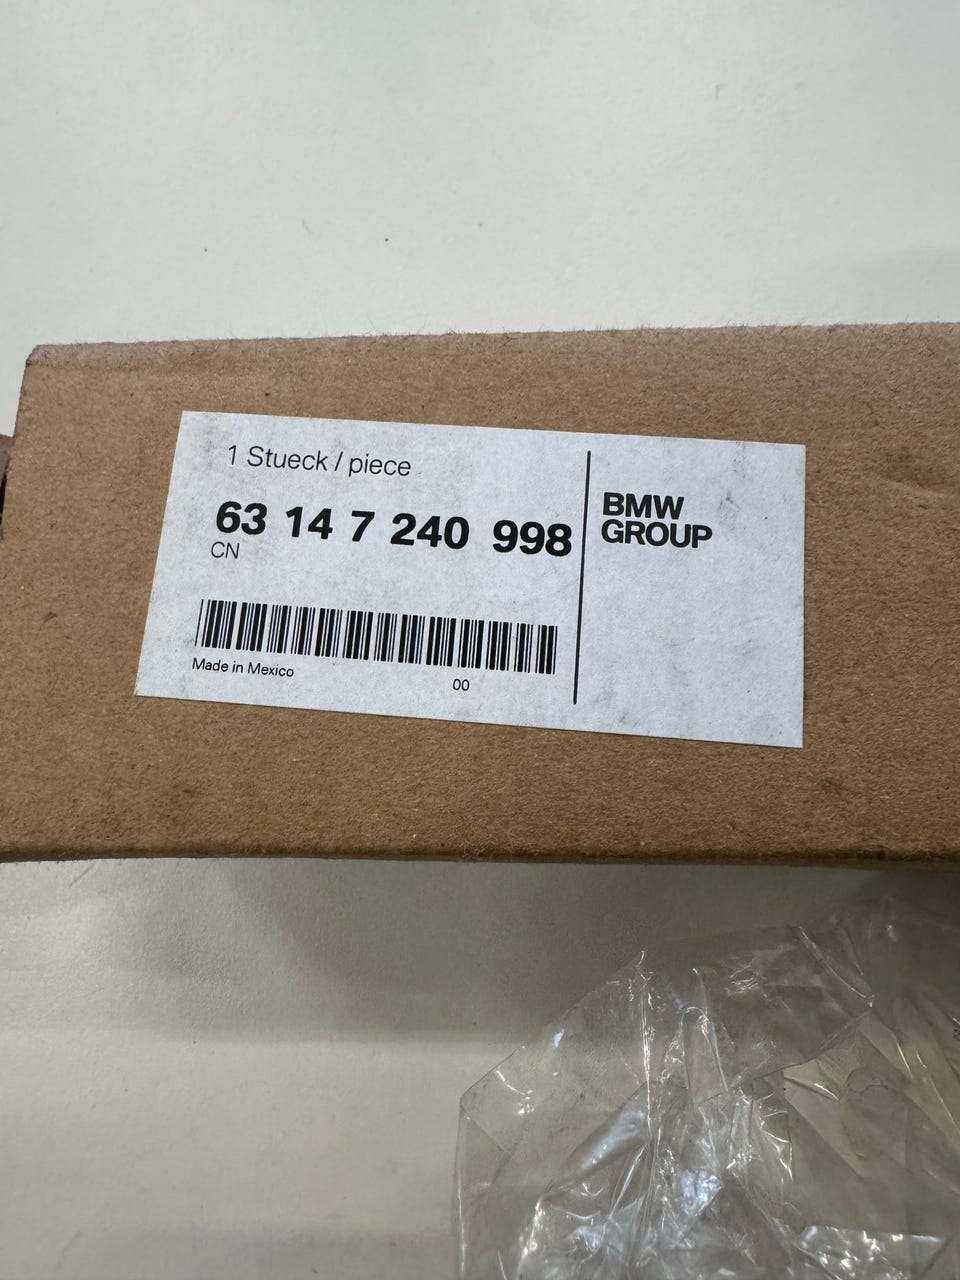 1 Stueck / piece
63 14 7 240 998
CN
Made in Mexico
00
BMW
GROUP